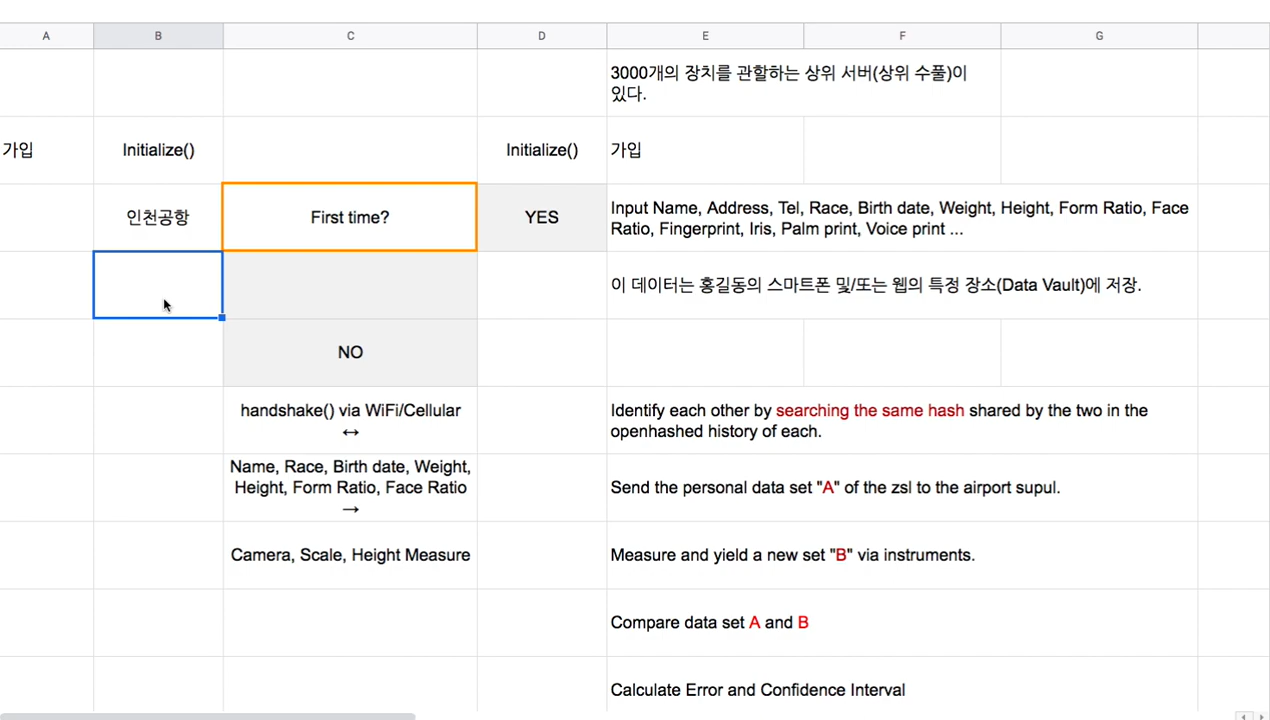 A B C D E F G
3000개의 장치를 관할하는 상위 서버(상위 수풀)이
있다.
가입 Initialize() Initialize() 가입
인천공항 First time? YES Input Name, Address, Tel, Race, Birth date, Weight, Height, Form Ratio, Face
Ratio, Fingerprint, Iris, Palm print, Voice print ...
이 데이터는 홍길동의 스마트폰 및/또는 웹의 특정 장소(Data Vault)에 저장.
NO
handshake() via WiFi/Cellular
↔
Identify each other by searching the same hash shared by the two in the
openhashed history of each.
Name, Race, Birth date, Weight,
Height, Form Ratio, Face Ratio
→
Send the personal data set "A" of the zsl to the airport supul.
Camera, Scale, Height Measure
Measure and yield a new set "B" via instruments.
Compare data set A and B
Calculate Error and Confidence Interval